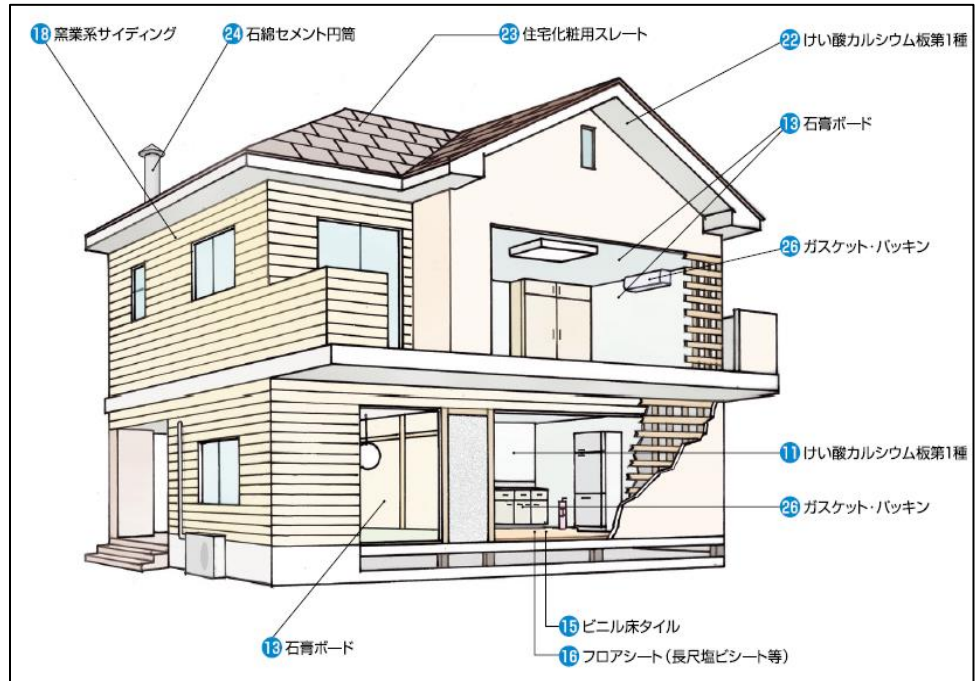 18 窯業系サイディング
24 石綿セメント円筒
23 住宅化粧用スレート
22 けい酸カルシウム板第1種
13 石膏ボード
26 ガスケット・パッキン
11 けい酸カルシウム板第1種
26 ガスケット・パッキン
15 ビニル床タイル
13 石膏ボード
16 フロアシート(長尺塩ビシート等)